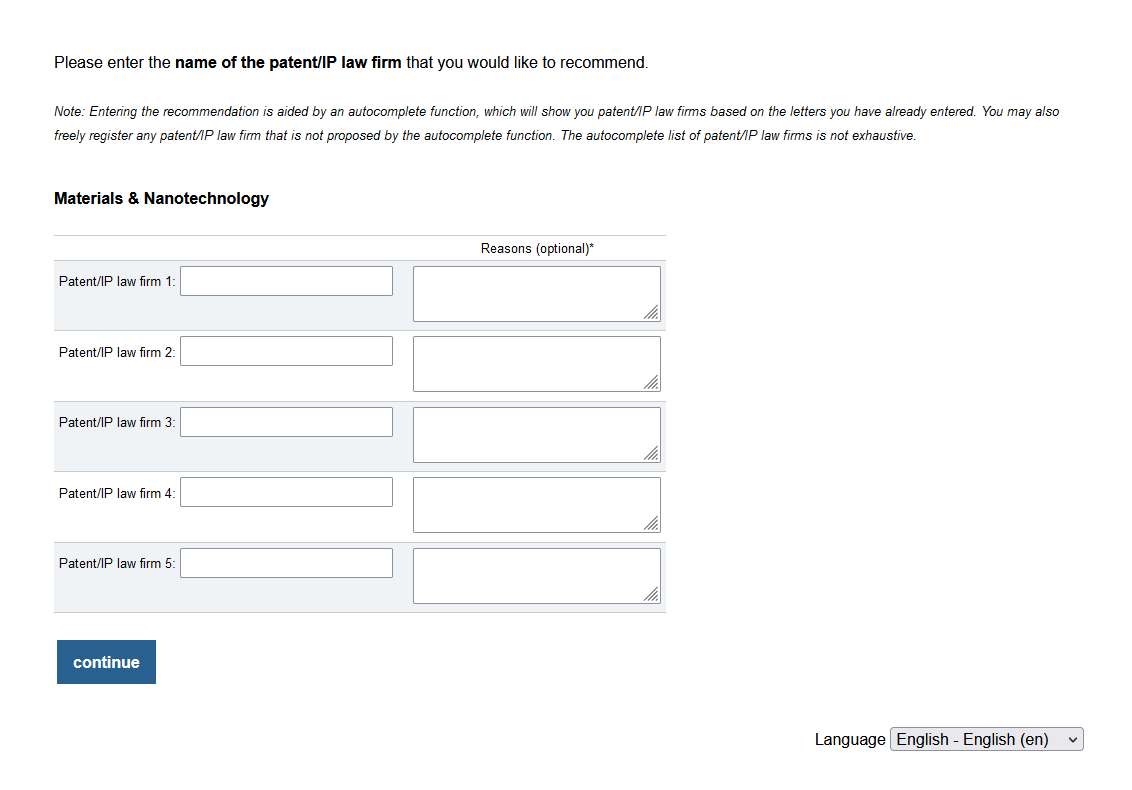 Please enter the name of the patent/IP law firm that you would like to recommend.
Note: Entering the recommendation is aided by an autocomplete function, which will show you patent/IP law firms based on the letters you have already entered. You may also
freely register any patent/IP law firm that is not proposed by the autocomplete function. The autocomplete list of patent/IP law firms is not exhaustive.
Materials & Nanotechnology
Reasons (optional)*
Patent/IP law firm 1:
Patent/IP law firm 2:
Patent/IP law firm 3:
Patent/IP law firm 4:
Patent/IP law firm 5:
continue
Language English - English (en)